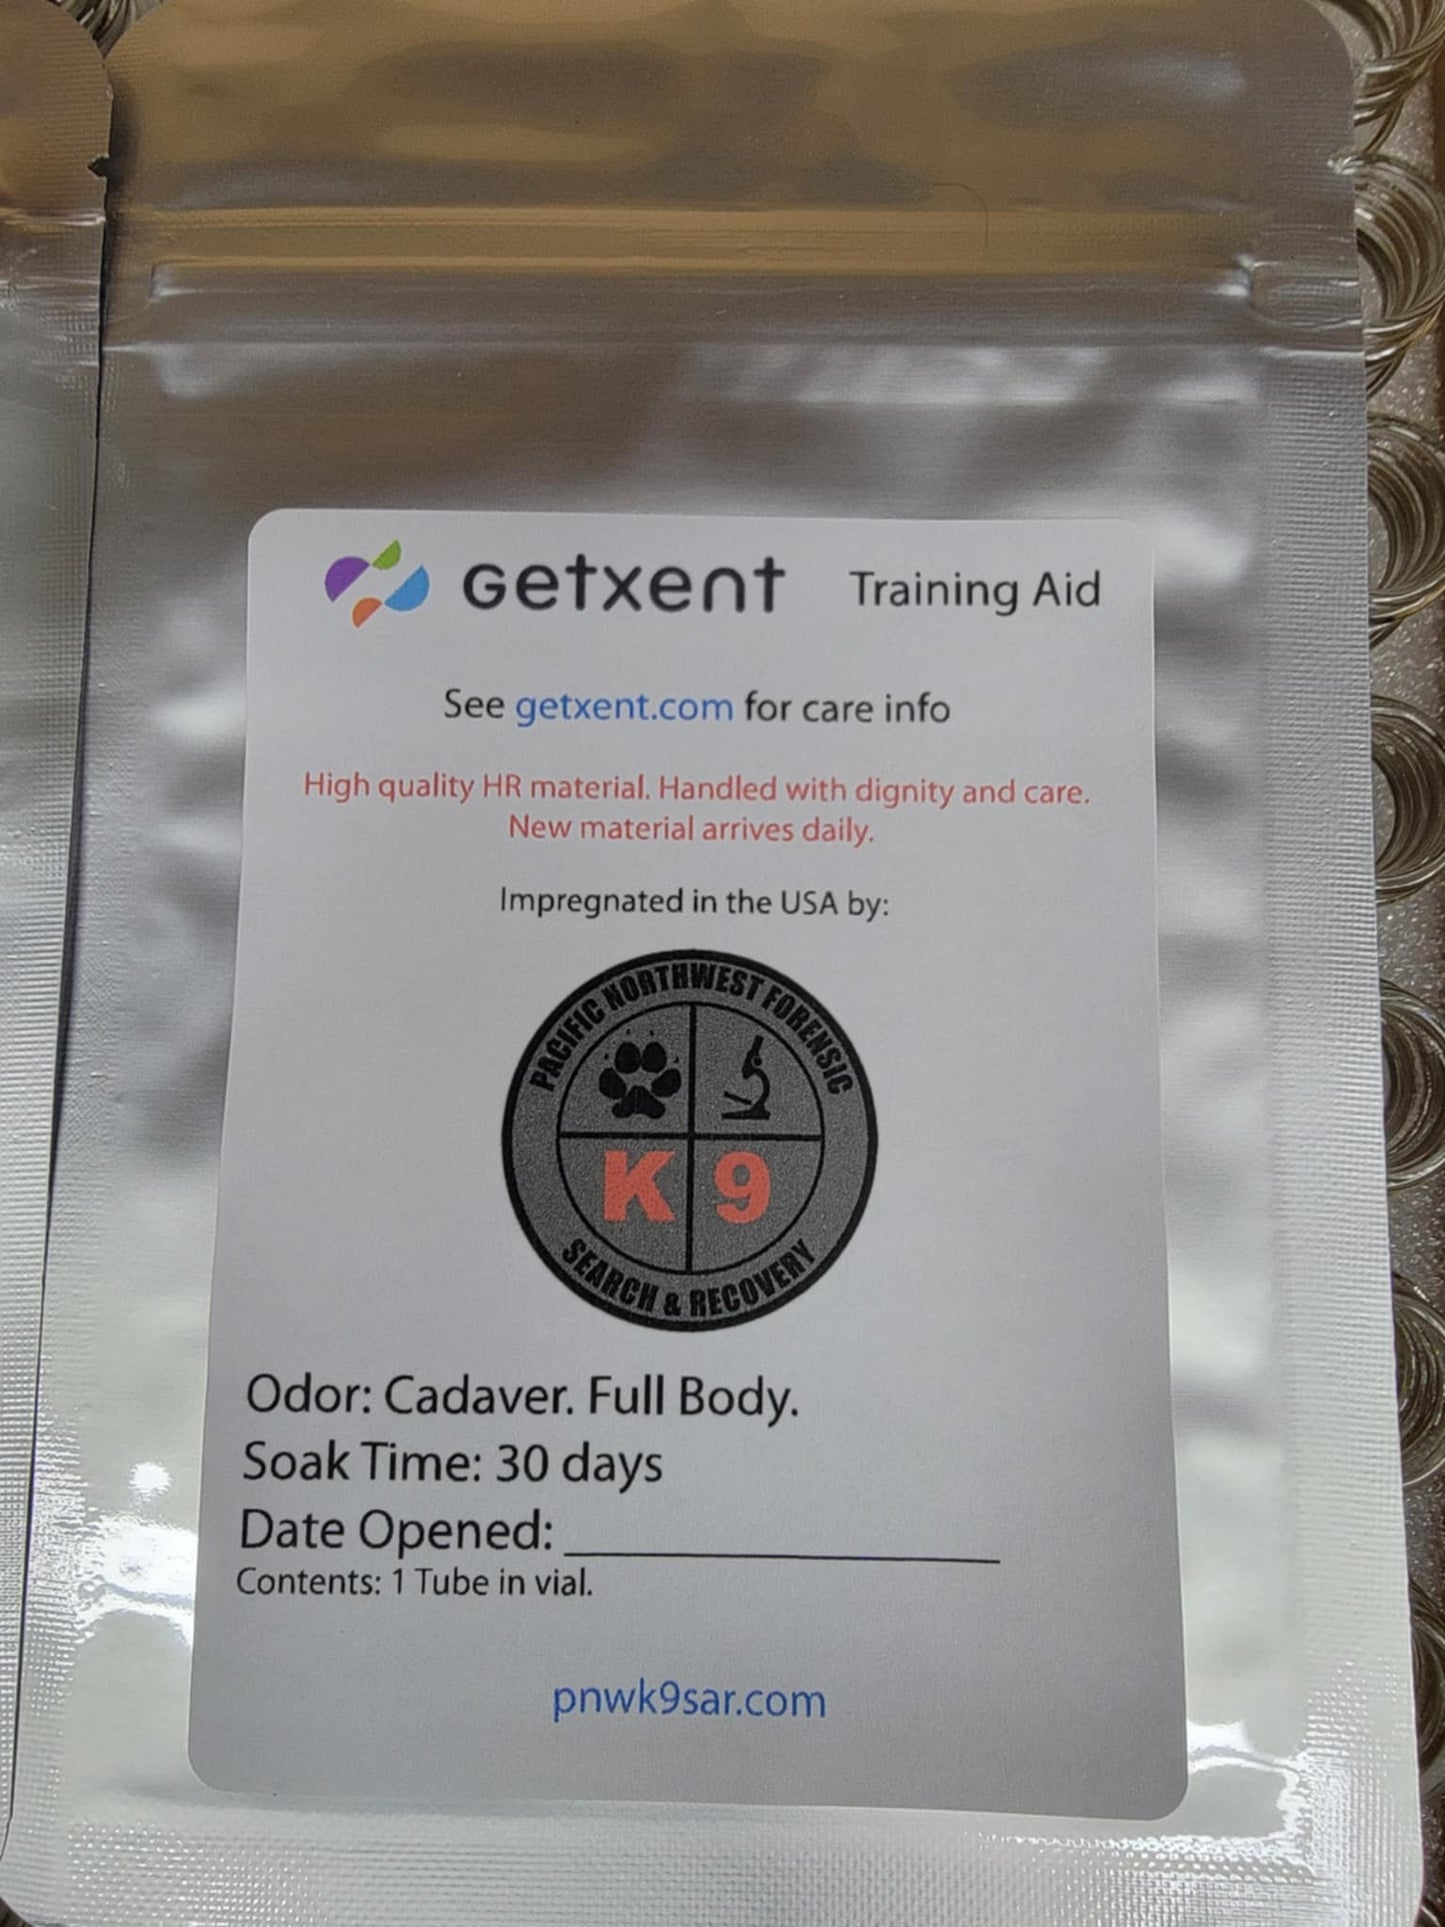 Getxent Training Aid
See getxent.com for care info
High quality HR material. Handled with dignity and care.
New material arrives daily.
Impregnated in the USA by:
PACIFIC NORTHWEST FORENSIC
K 9
SEARCH & RECOVERY
Odor: Cadaver. Full Body.
Soak Time: 30 days
Date Opened: ____________________
Contents: 1 Tube in vial.
pnwk9sar.com